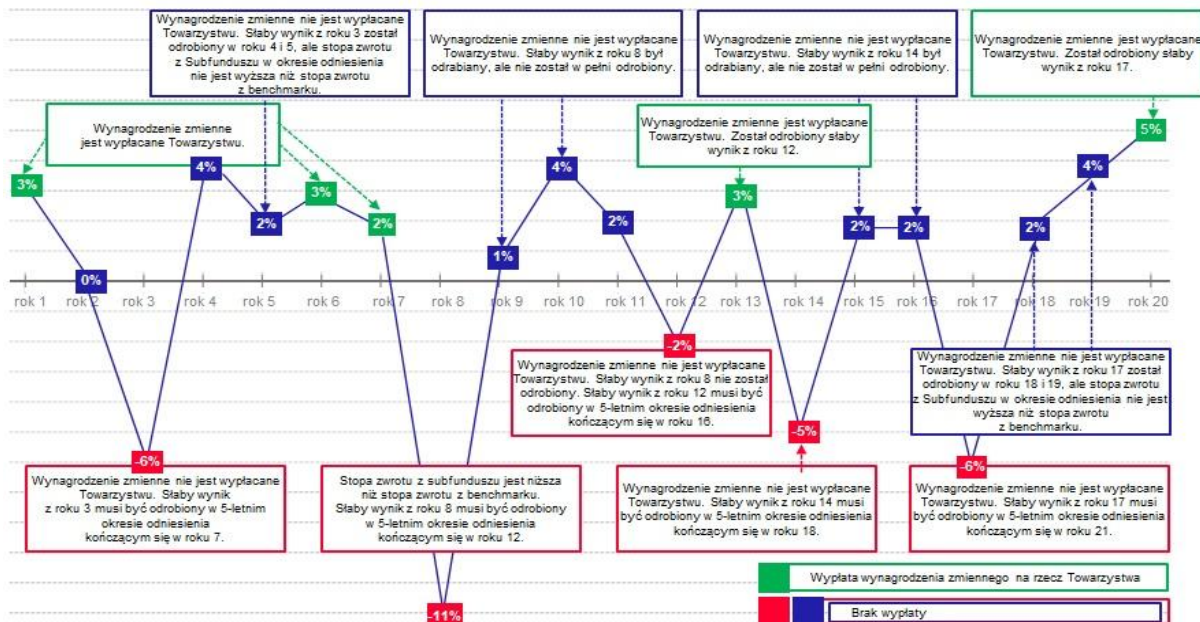 Wynagrodzenie zmienne nie jest wypłacane
Towarzystwu. Słaby wynik z roku 3 został
odrobiony w roku 4 i 5, ale stopa zwrotu
z Subfunduszu w okresie odniesienia
nie jest wyższa niż stopa zwrotu
z benchmarku.
Wynagrodzenie zmienne nie jest wypłacane
Towarzystwu. Słaby wynik z roku 8 był
odrabiany, ale nie został w pełni odrobiony.
Wynagrodzenie zmienne nie jest wypłacane
Towarzystwu. Słaby wynik z roku 14 był
odrabiany, ale nie został w pełni odrobiony.
Wynagrodzenie zmienne jest wypłacane
Towarzystwu. Został odrobiony słaby
wynik z roku 17.
Wynagrodzenie zmienne
jest wypłacane Towarzystwu.
Wynagrodzenie zmienne jest wypłacane
Towarzystwu. Został odrobiony słaby
wynik z roku 12.
3%
0%
-6%
4%
2%
3%
2%
-11%
1%
4%
2%
-2%
3%
-5%
2%
2%
-6%
2%
4%
5%
rok 1
rok 2
rok 3
rok 4
rok 5
rok 6
rok 7
rok 8
rok 9
rok 10
rok 11
rok 12
rok 13
rok 14
rok 15
rok 16
rok 17
rok 18
rok 19
rok 20
Wynagrodzenie zmienne nie jest wypłacane
Towarzystwu. Słaby wynik z roku 8 nie został
odrobiony. Słaby wynik z roku 12 musi być
odrobiony w 5-letnim okresie odniesienia
kończącym się w roku 16.
Wynagrodzenie zmienne nie jest wypłacane
Towarzystwu. Słaby wynik z roku 17 został
odrobiony w roku 18 i 19, ale stopa zwrotu
z Subfunduszu w okresie odniesienia nie jest
wyższa niż stopa zwrotu
z benchmarku.
Wynagrodzenie zmienne nie jest wypłacane
Towarzystwu. Słaby wynik
z roku 3 musi być odrobiony w 5-letnim
okresie odniesienia
kończącym się w roku 7.
Stopa zwrotu z subfunduszu jest niższa
niż stopa zwrotu z benchmarku.
Słaby wynik z roku 8 musi być odrobiony
w 5-letnim okresie odniesienia
kończącym się w roku 12.
Wynagrodzenie zmienne nie jest wypłacane
Towarzystwu. Słaby wynik z roku 14 musi
być odrobiony w 5-letnim okresie odniesienia
kończącym się w roku 18.
Wynagrodzenie zmienne nie jest wypłacane
Towarzystwu. Słaby wynik z roku 17 musi
być odrobiony w 5-letnim okresie odniesienia
kończącym się w roku 21.
Wypłata wynagrodzenia zmiennego na rzecz Towarzystwa
Brak wypłaty